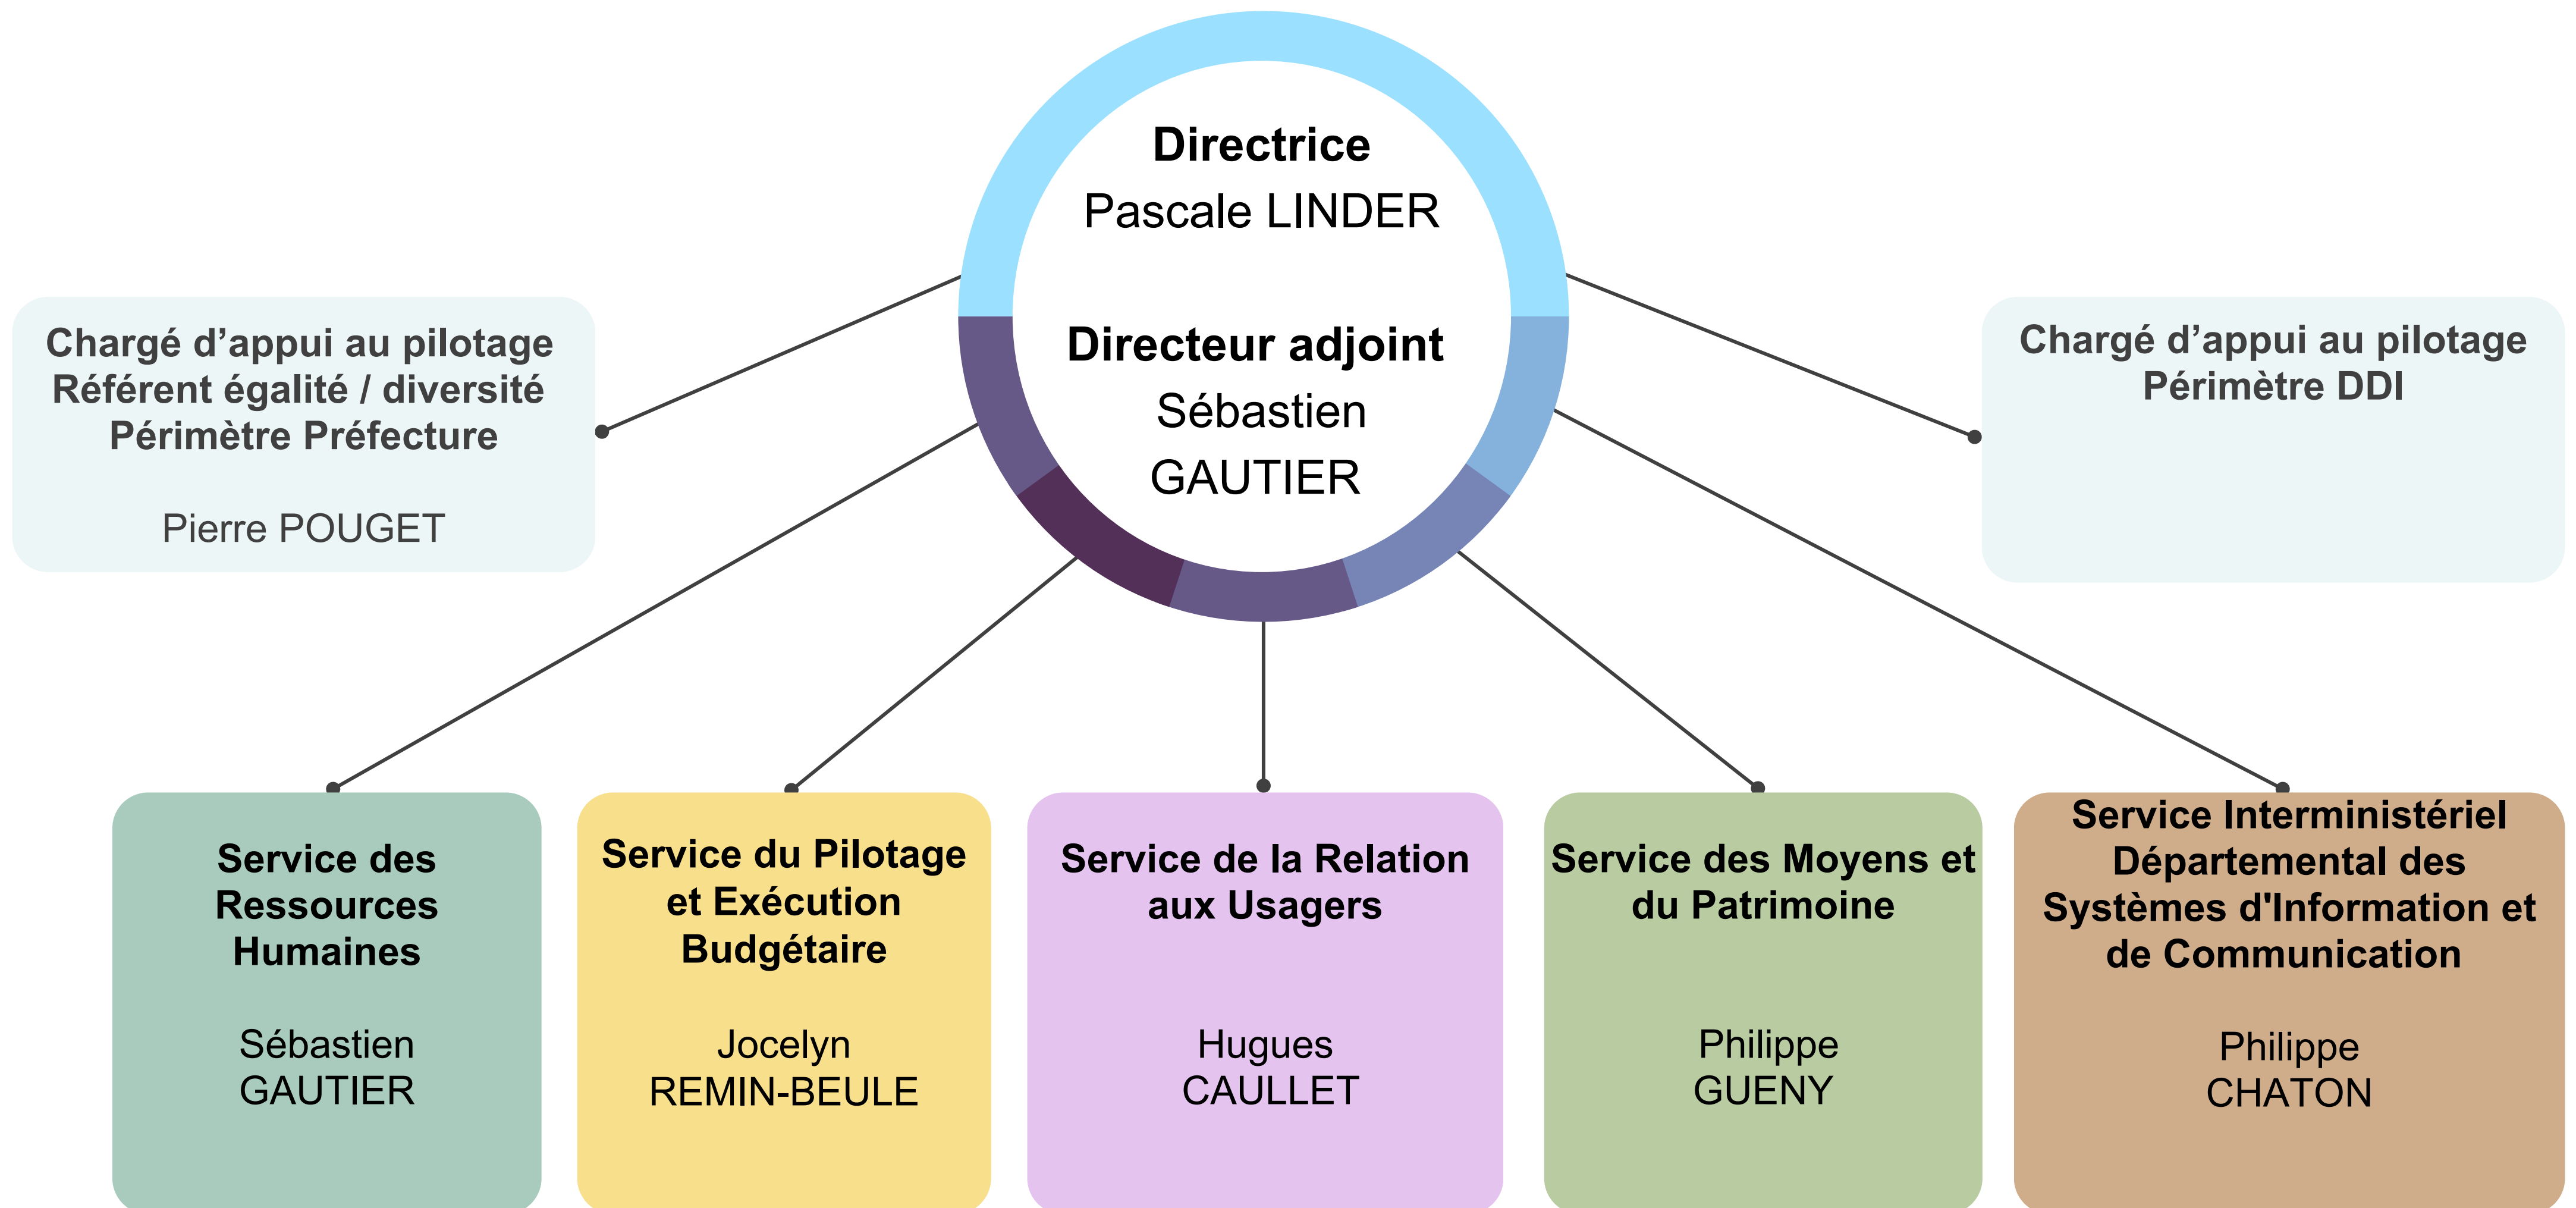 Directrice
Pascale LINDER
Directeur adjoint
Sébastien
GAUTIER
Chargé d’appui au pilotage
Référent égalité / diversité
Périmètre Préfecture
Pierre POUGET
Chargé d’appui au pilotage
Périmètre DDI
Service des
Ressources
Humaines
Sébastien
GAUTIER
Service du Pilotage
et Exécution
Budgétaire
Jocelyn
REMIN-BEULE
Service de la Relation
aux Usagers
Hugues
CAULLET
Service des Moyens et
du Patrimoine
Philippe
GUENY
Service Interministériel
Départemental des
Systèmes d'Information et
de Communication
Philippe
CHATON